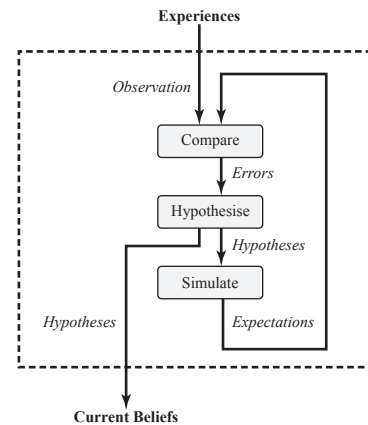 Experiences
Observation
Compare
Errors
Hypothesise
Hypotheses
Simulate
Hypotheses
Expectations
Current Beliefs